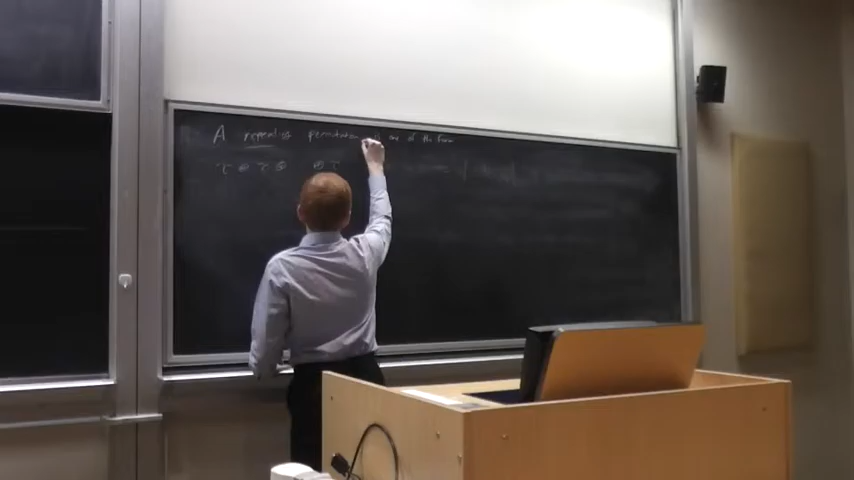 A repeating permutation is one of the form
τ ⊕ τ ⊕ ⊕ τ